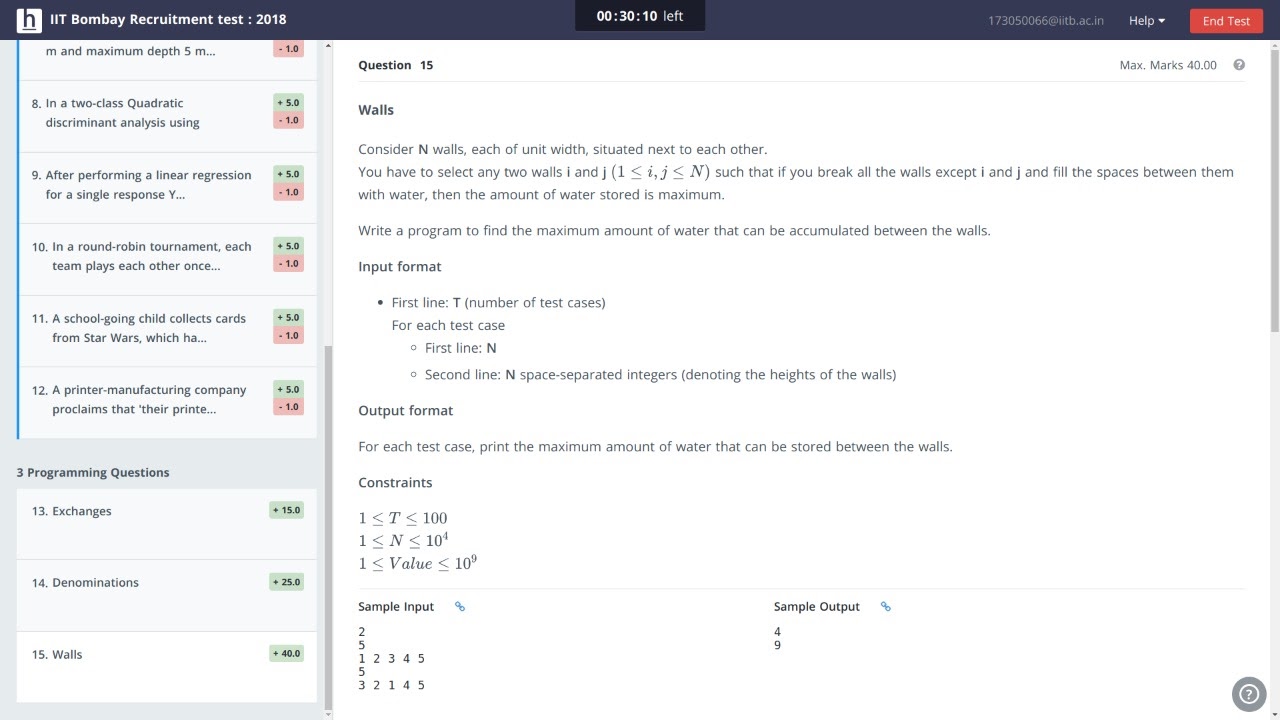 h IIT Bombay Recruitment test : 2018
00:30:10 left
173050066@iitb.ac.in
Help
End Test
m and maximum depth 5 m...
- 1.0
8. In a two-class Quadratic
discriminant analysis using
+ 5.0
- 1.0
9. After performing a linear regression
for a single response Y...
+ 5.0
- 1.0
10. In a round-robin tournament, each
team plays each other once...
+ 5.0
- 1.0
11. A school-going child collects cards
from Star Wars, which ha...
+ 5.0
- 1.0
12. A printer-manufacturing company
proclaims that 'their printe...
+ 5.0
- 1.0
3 Programming Questions
13. Exchanges
+ 15.0
14. Denominations
+ 25.0
15. Walls
+ 40.0
Question 15
Max. Marks 40.00 ?
Walls
Consider N walls, each of unit width, situated next to each other.
You have to select any two walls i and j (1 ≤ i, j ≤ N) such that if you break all the walls except i and j and fill the spaces between them
with water, then the amount of water stored is maximum.
Write a program to find the maximum amount of water that can be accumulated between the walls.
Input format
• First line: T (number of test cases)
For each test case
◦ First line: N
◦ Second line: N space-separated integers (denoting the heights of the walls)
Output format
For each test case, print the maximum amount of water that can be stored between the walls.
Constraints
1 ≤ T ≤ 100
1 ≤ N ≤ 10⁴
1 ≤ Value ≤ 10⁹
Sample Input
2
5
1 2 3 4 5
5
3 2 1 4 5
Sample Output
4
9
?